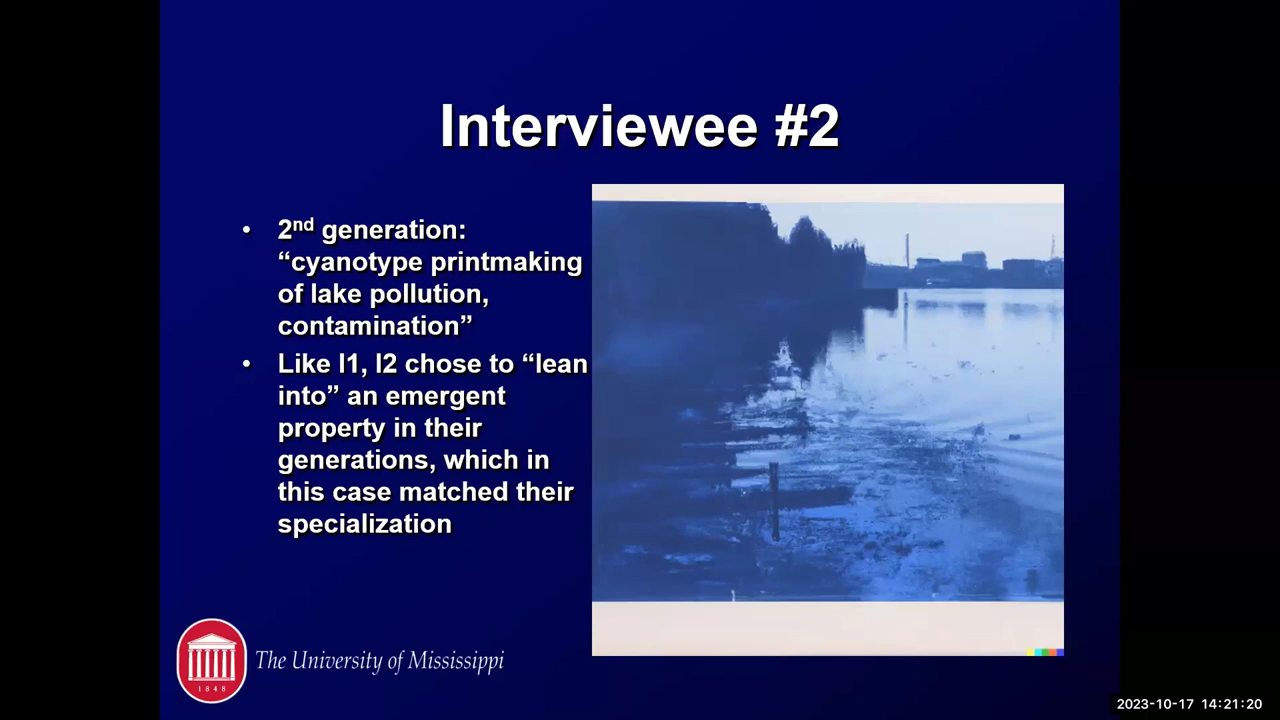 Interviewee #2
• 2nd generation:
“cyanotype printmaking
of lake pollution,
contamination”
• Like I1, I2 chose to “lean
into” an emergent
property in their
generations, which in
this case matched their
specialization
1848
The University of Mississippi
2023-10-17 14:21:20